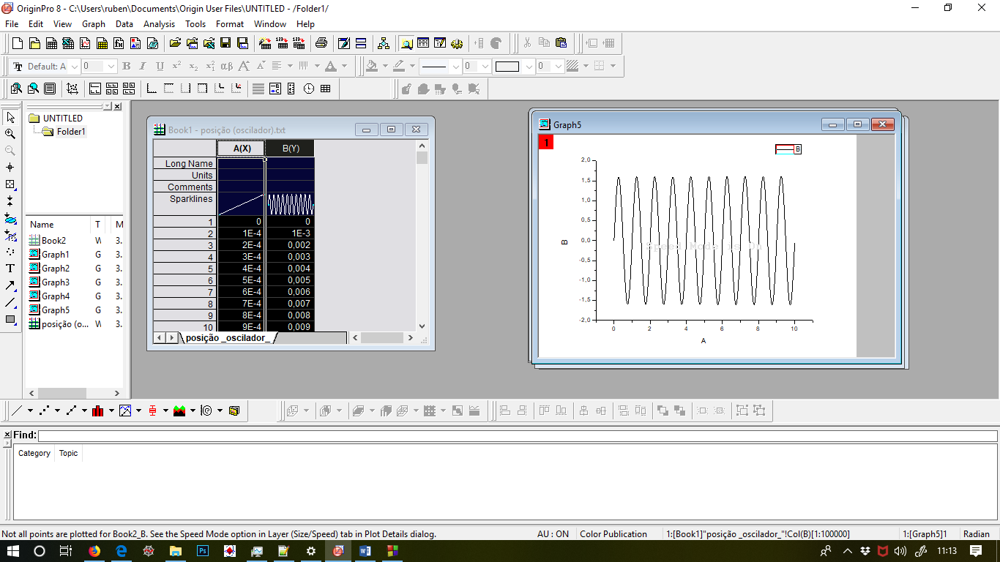 OriginPro 8 - C:\Users\ruben\Documents\Origin User Files\UNTITLED - /Folder1/
File Edit View Graph Data Analysis Tools Format Window Help
Default: A 0 B I U x² x₂ αβ A A A 0 0
UNTITLED
Folder1
Name T M
Book2 W 3.
Graph1 G 3.
Graph2 G 3.
Graph3 G 3.
Graph4 G 3.
Graph5 G 3.
posição (o... W 3.
Book1 - posição (oscilador).txt
A(X) B(Y)
Long Name
Units
Comments
Sparklines
1 0 0
2 1E-4 1E-3
3 2E-4 0,002
4 3E-4 0,003
5 4E-4 0,004
6 5E-4 0,005
7 6E-4 0,006
8 7E-4 0,007
9 8E-4 0,008
10 9E-4 0,009
posição _oscilador_
Graph5
1
B
2,0
1,5
1,0
0,5
0,0
-0,5
-1,0
-1,5
-2,0
B
Speed Mode is On
0 2 4 6 8 10
A
Find:
Category Topic
Not all points are plotted for Book2_B. See the Speed Mode option in Layer (Size/Speed) tab in Plot Details dialog. AU : ON Color Publication 1:[Book1]"posição _oscilador_"!Col(B)[1:100000] 1:[Graph5]1 Radian
11:13